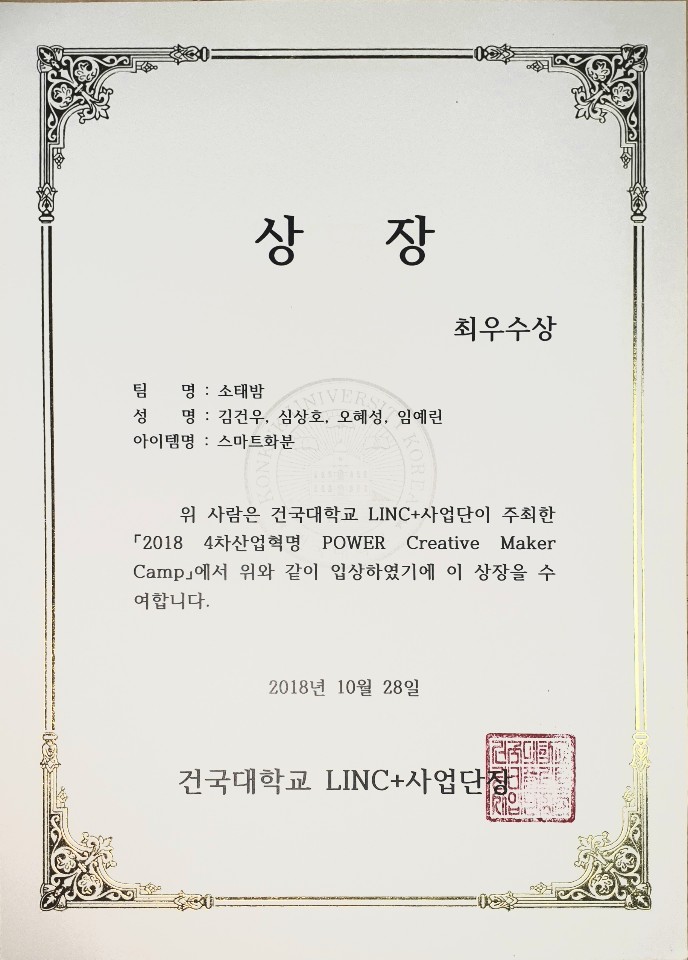 상 장
최우수상
팀 명 : 소태밤
성 명 : 김건우, 심상호, 오혜성, 임예린
아이템명 : 스마트화분
위 사람은 건국대학교 LINC+사업단이 주최한
「2018 4차산업혁명 POWER Creative Maker
Camp」에서 위와 같이 입상하였기에 이 상장을 수
여합니다.
2018년 10월 28일
건국대학교 LINC+사업단장
KONKUK UNIVERSITY KOREA